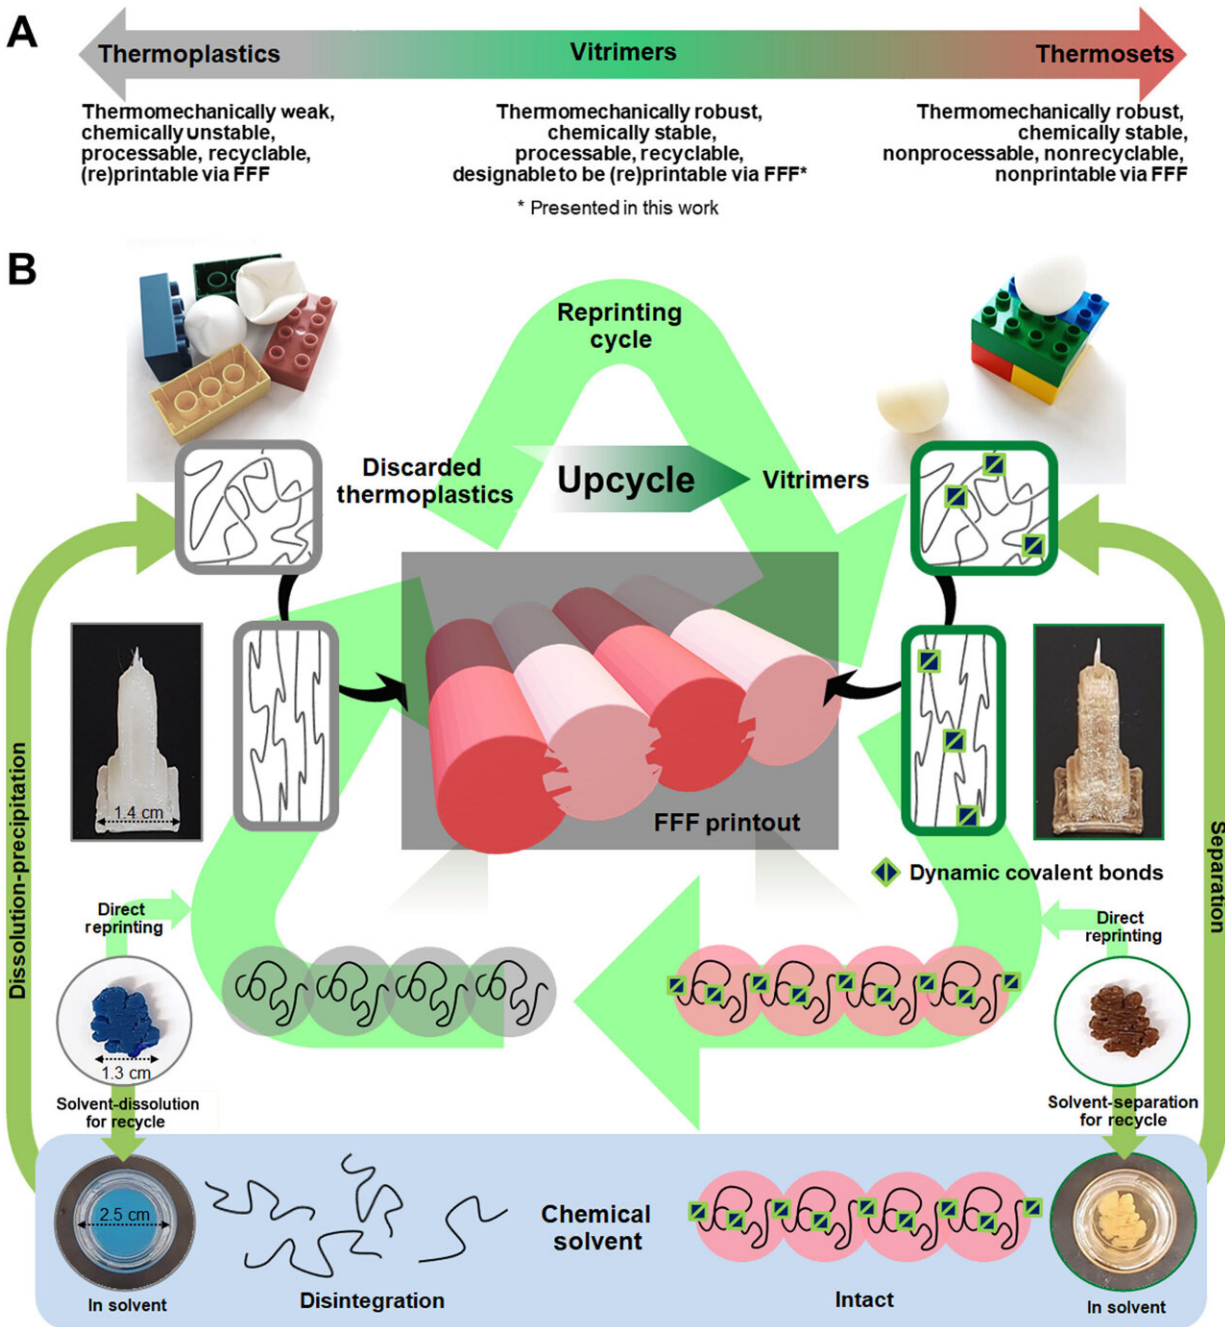 A
Thermoplastics
Vitrimers
Thermosets
Thermomechanically weak,
chemically unstable,
processable, recyclable,
(re)printable via FFF
Thermomechanically robust,
chemically stable,
processable, recyclable,
designable to be (re)printable via FFF*
Thermomechanically robust,
chemically stable,
nonprocessable, nonrecyclable,
nonprintable via FFF
* Presented in this work
B
Reprinting
cycle
Discarded
thermoplastics
Upcycle
Vitrimers
1.4 cm
FFF printout
Dynamic covalent bonds
Dissolution-precipitation
Separation
Direct
reprinting
Direct
reprinting
1.3 cm
Solvent-dissolution
for recycle
Solvent-separation
for recycle
2.5 cm
In solvent
Disintegration
Chemical
solvent
Intact
In solvent